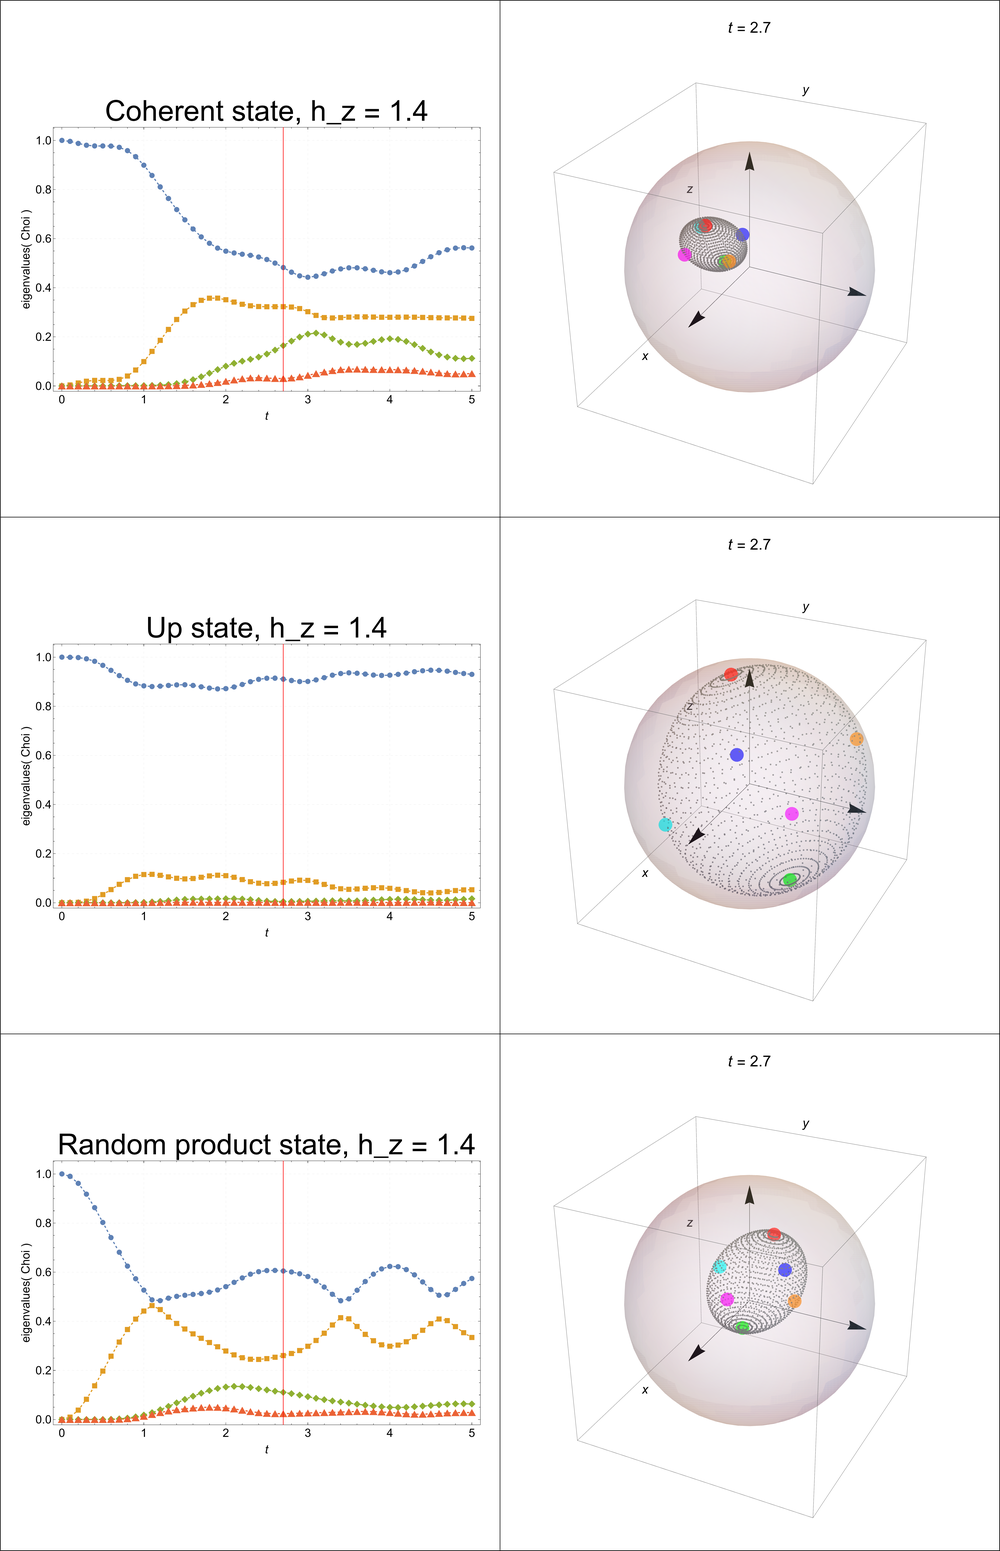 t = 2.7
Coherent state, h_z = 1.4
eigenvalues( Choi )
1.0
0.8
0.6
0.4
0.2
0.0
0 1 2 3 4 5
t
y
z
x
t = 2.7
Up state, h_z = 1.4
eigenvalues( Choi )
1.0
0.8
0.6
0.4
0.2
0.0
0 1 2 3 4 5
t
y
z
x
t = 2.7
Random product state, h_z = 1.4
eigenvalues( Choi )
1.0
0.8
0.6
0.4
0.2
0.0
0 1 2 3 4 5
t
y
z
x